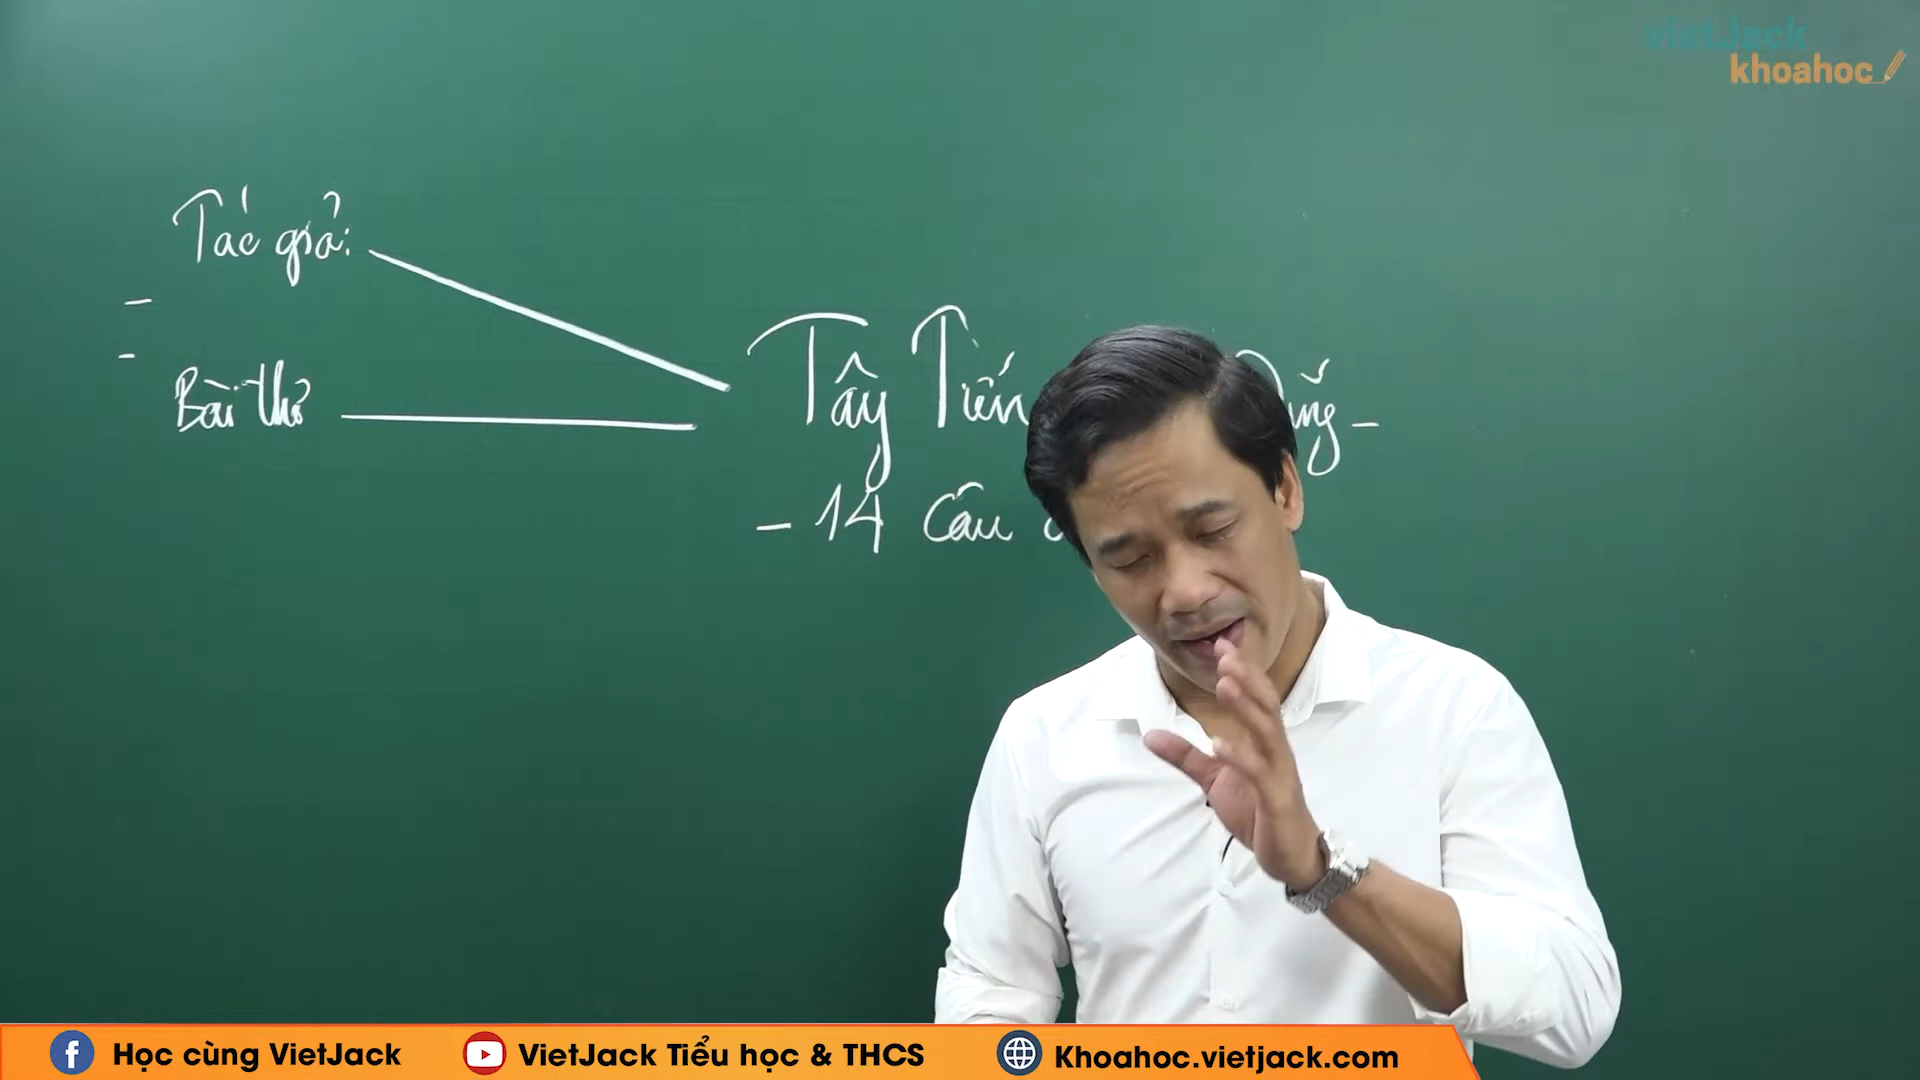 vietJack
khoahoc
Tác giả:
-
-
Bài thơ
Tây Tiến
-
- 14 câu
Học cùng VietJack
VietJack Tiểu học & THCS
Khoahoc.vietjack.com